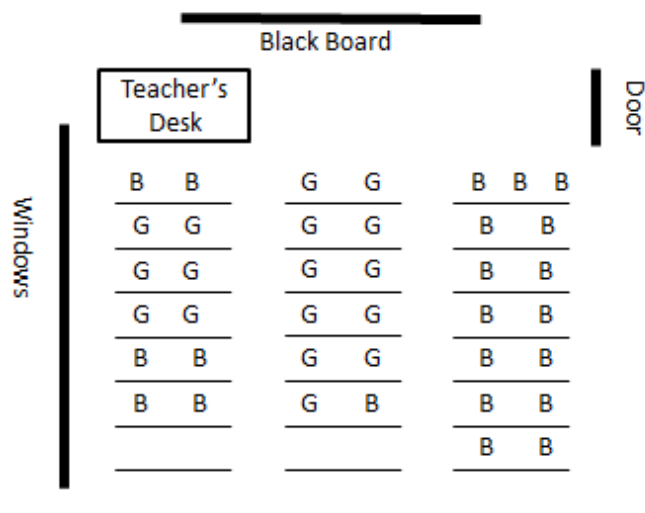 Black Board
Teacher's
Desk
Door
Windows
B B G G B B B
G G G G B B
G G G G B B
G G G G B B
B B G G B B
B B G B B B
B B